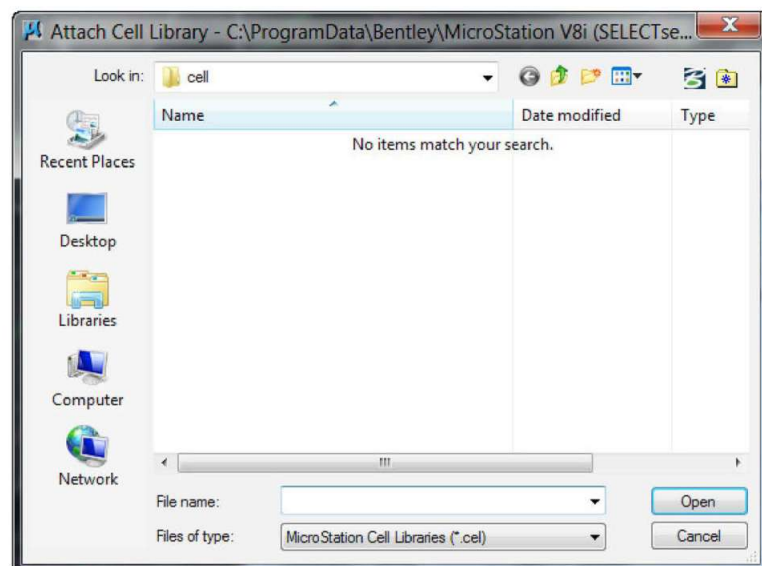 Attach Cell Library - C:\ProgramData\Bentley\MicroStation V8i (SELECTse...
Look in: cell
Name Date modified Type
No items match your search.
Recent Places
Desktop
Libraries
Computer
Network
File name: Open
Files of type: MicroStation Cell Libraries (*.cel) Cancel